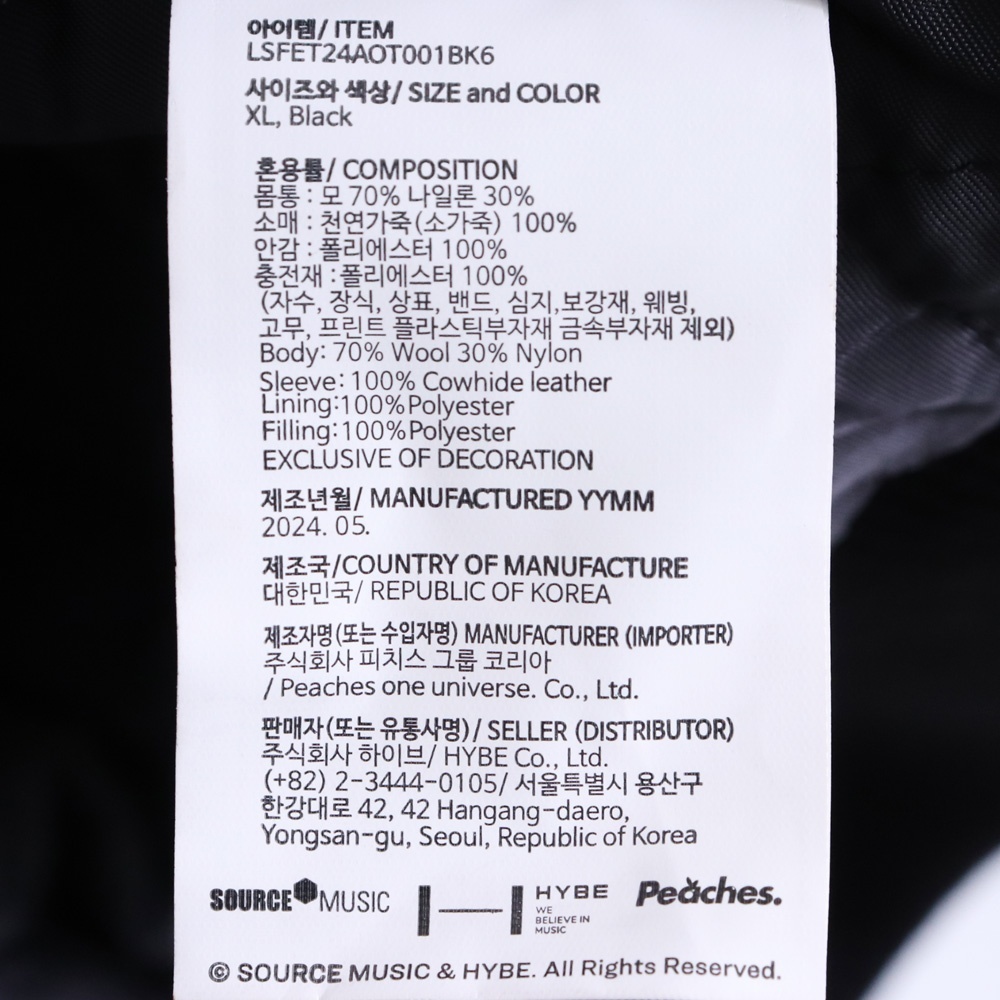 아이템/ ITEM
LSFET24AOT001BK6
사이즈와 색상/ SIZE and COLOR
XL, Black
혼용률/ COMPOSITION
몸통 : 모 70% 나일론 30%
소매 : 천연가죽(소가죽) 100%
안감 : 폴리에스터 100%
충전재 : 폴리에스터 100%
(자수, 장식, 상표, 밴드, 심지,보강재, 웨빙,
고무, 프린트 플라스틱부자재 금속부자재 제외)
Body: 70% Wool 30% Nylon
Sleeve: 100% Cowhide leather
Lining:100%Polyester
Filling:100%Polyester
EXCLUSIVE OF DECORATION
제조년월/ MANUFACTURED YYMM
2024. 05.
제조국/COUNTRY OF MANUFACTURE
대한민국/ REPUBLIC OF KOREA
제조자명(또는 수입자명) MANUFACTURER (IMPORTER)
주식회사 피치스 그룹 코리아
/ Peaches one universe. Co., Ltd.
판매자(또는 유통사명)/ SELLER (DISTRIBUTOR)
주식회사 하이브/ HYBE Co., Ltd.
(+82) 2-3444-0105/ 서울특별시 용산구
한강대로 42, 42 Hangang-daero,
Yongsan-gu, Seoul, Republic of Korea
SOURCE MUSIC
HYBE
WE
BELIEVE IN
MUSIC
Peaches.
© SOURCE MUSIC & HYBE. All Rights Reserved.